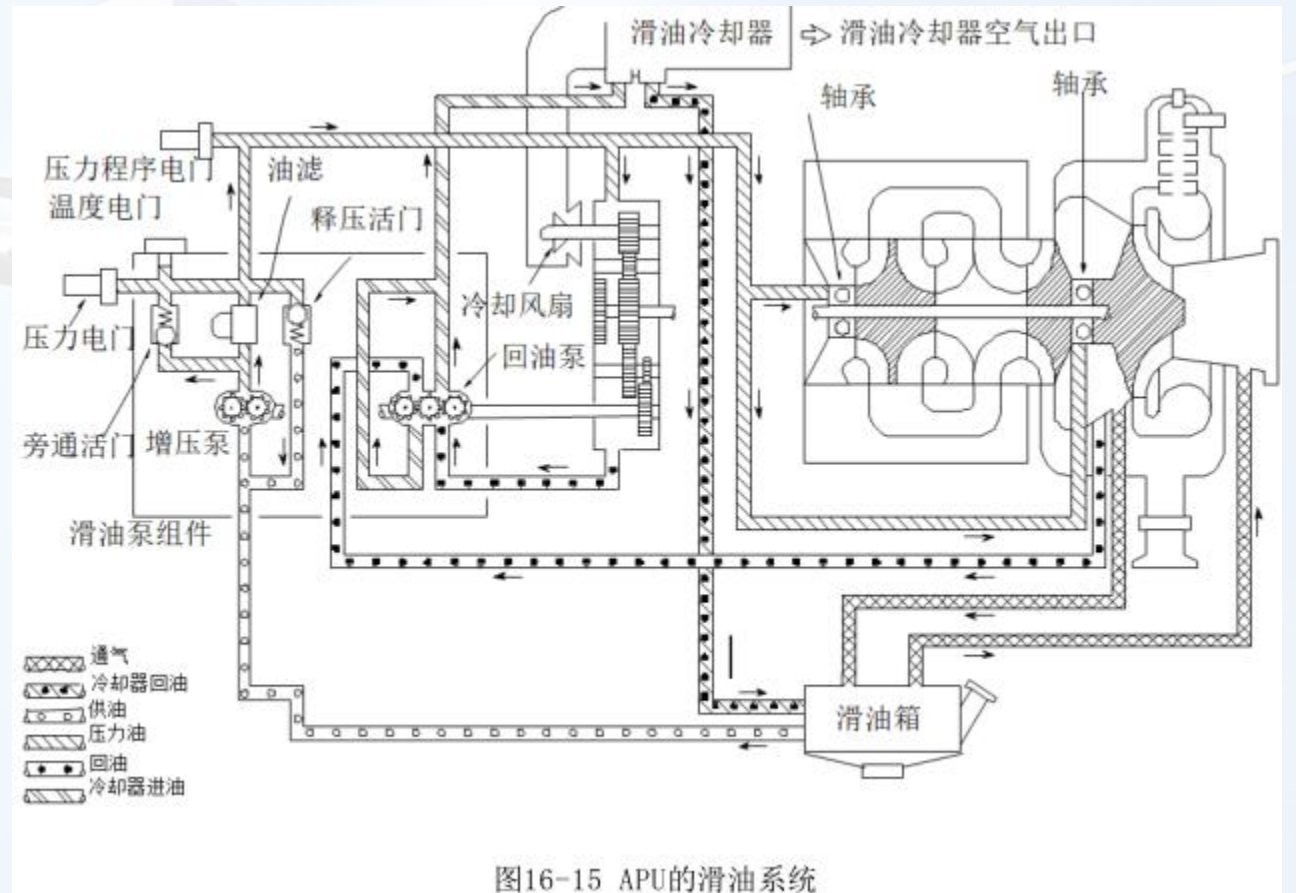 滑油冷却器
滑油冷却器空气出口
轴承
轴承
压力程序电门
温度电门
油滤
释压活门
冷却风扇
压力电门
回油泵
旁通活门
增压泵
滑油泵组件
通气
冷却器回油
供油
压力油
回油
冷却器进油
滑油箱
图16-15 APU的滑油系统